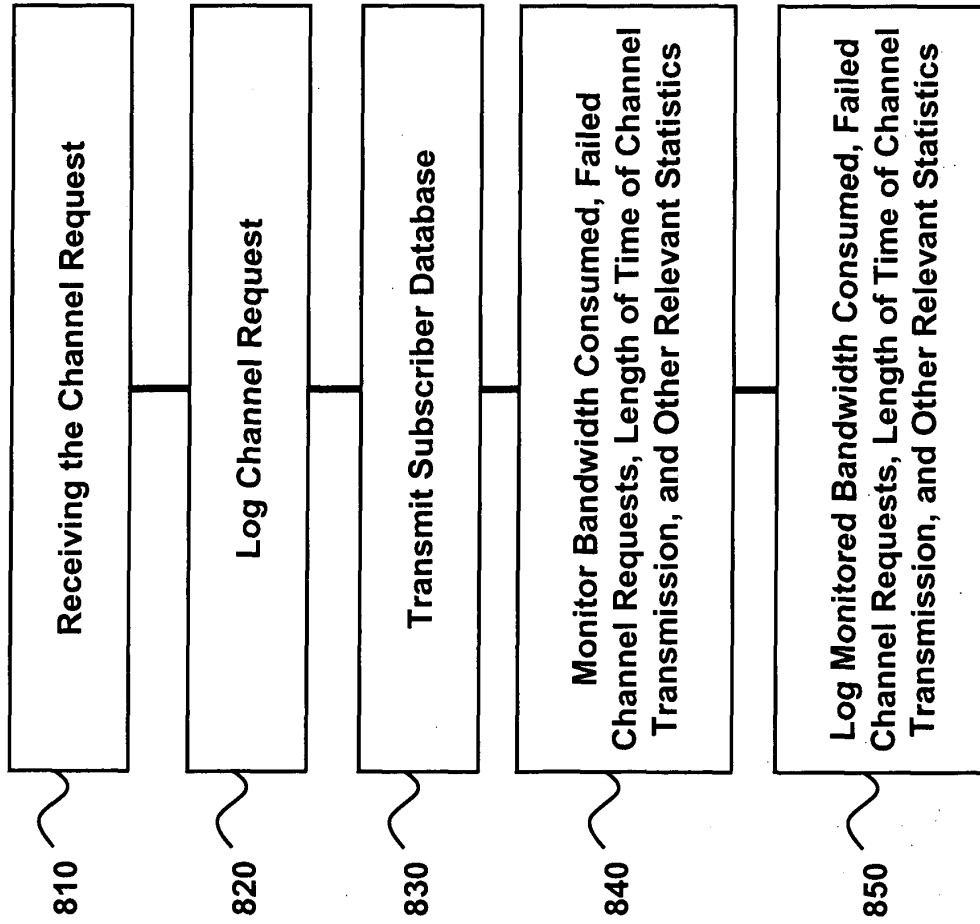 810
Receiving the Channel Request
820
Log Channel Request
830
Transmit Subscriber Database
840
Monitor Bandwidth Consumed, Failed
Channel Requests, Length of Time of Channel
Transmission, and Other Relevant Statistics
850
Log Monitored Bandwidth Consumed, Failed
Channel Requests, Length of Time of Channel
Transmission, and Other Relevant Statistics